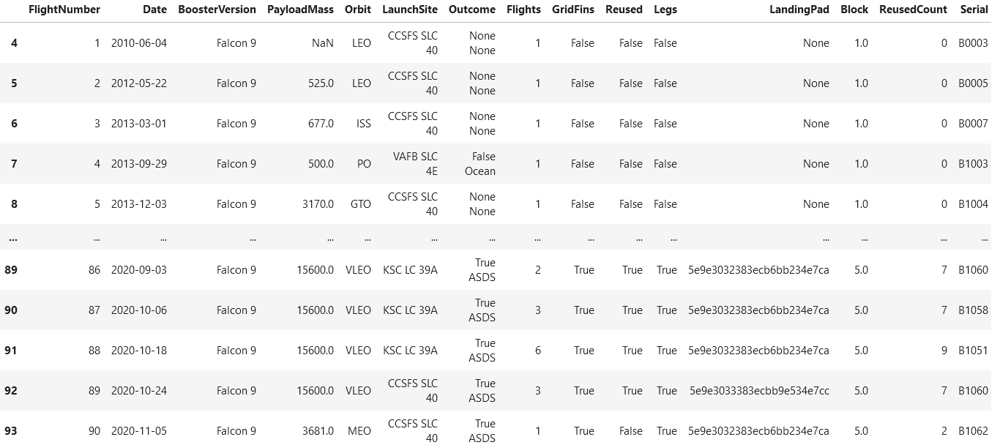 FlightNumber Date BoosterVersion PayloadMass Orbit LaunchSite Outcome Flights GridFins Reused Legs LandingPad Block ReusedCount Serial
4 1 2010-06-04 Falcon 9 NaN LEO CCSFS SLC 40 None None 1 False False False None 1.0 0 B0003
5 2 2012-05-22 Falcon 9 525.0 LEO CCSFS SLC 40 None None 1 False False False None 1.0 0 B0005
6 3 2013-03-01 Falcon 9 677.0 ISS CCSFS SLC 40 None None 1 False False False None 1.0 0 B0007
7 4 2013-09-29 Falcon 9 500.0 PO VAFB SLC 4E False Ocean 1 False False False None 1.0 0 B1003
8 5 2013-12-03 Falcon 9 3170.0 GTO CCSFS SLC 40 None None 1 False False False None 1.0 0 B1004
... ... ... ... ... ... ... ... ... ... ... ... ... ... ... ...
89 86 2020-09-03 Falcon 9 15600.0 VLEO KSC LC 39A True ASDS 2 True True True 5e9e3032383ecb6bb234e7ca 5.0 7 B1060
90 87 2020-10-06 Falcon 9 15600.0 VLEO KSC LC 39A True ASDS 3 True True True 5e9e3032383ecb6bb234e7ca 5.0 7 B1058
91 88 2020-10-18 Falcon 9 15600.0 VLEO KSC LC 39A True ASDS 6 True True True 5e9e3032383ecb6bb234e7ca 5.0 9 B1051
92 89 2020-10-24 Falcon 9 15600.0 VLEO CCSFS SLC 40 True ASDS 3 True True True 5e9e3033383ecbb9e534e7cc 5.0 7 B1060
93 90 2020-11-05 Falcon 9 3681.0 MEO CCSFS SLC 40 True ASDS 1 True False True 5e9e3032383ecb6bb234e7ca 5.0 2 B1062